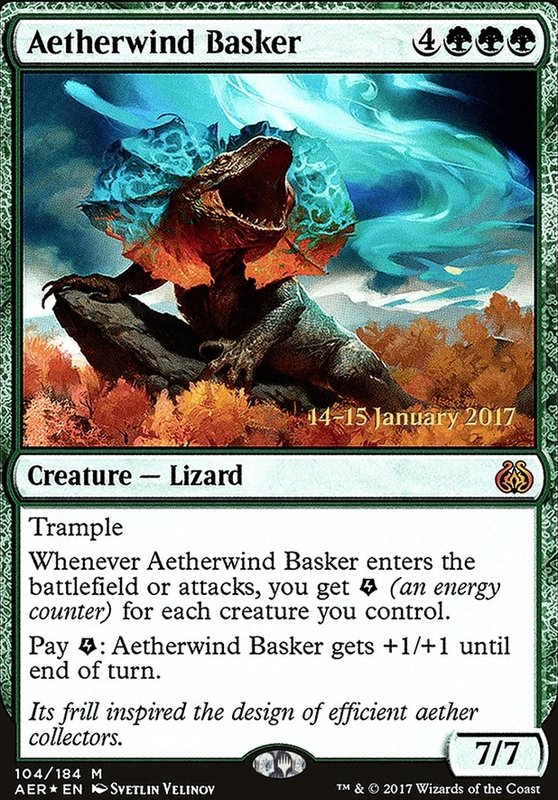 Aetherwind Basker 4
14–15 January 2017
Creature — Lizard
Trample
Whenever Aetherwind Basker enters the
battlefield or attacks, you get (an energy
counter) for each creature you control.
Pay : Aetherwind Basker gets +1/+1 until
end of turn.
Its frill inspired the design of efficient aether
collectors.
7/7
104/184 M
AER★EN Svetlin Velinov
™ & © 2017 Wizards of the Coast